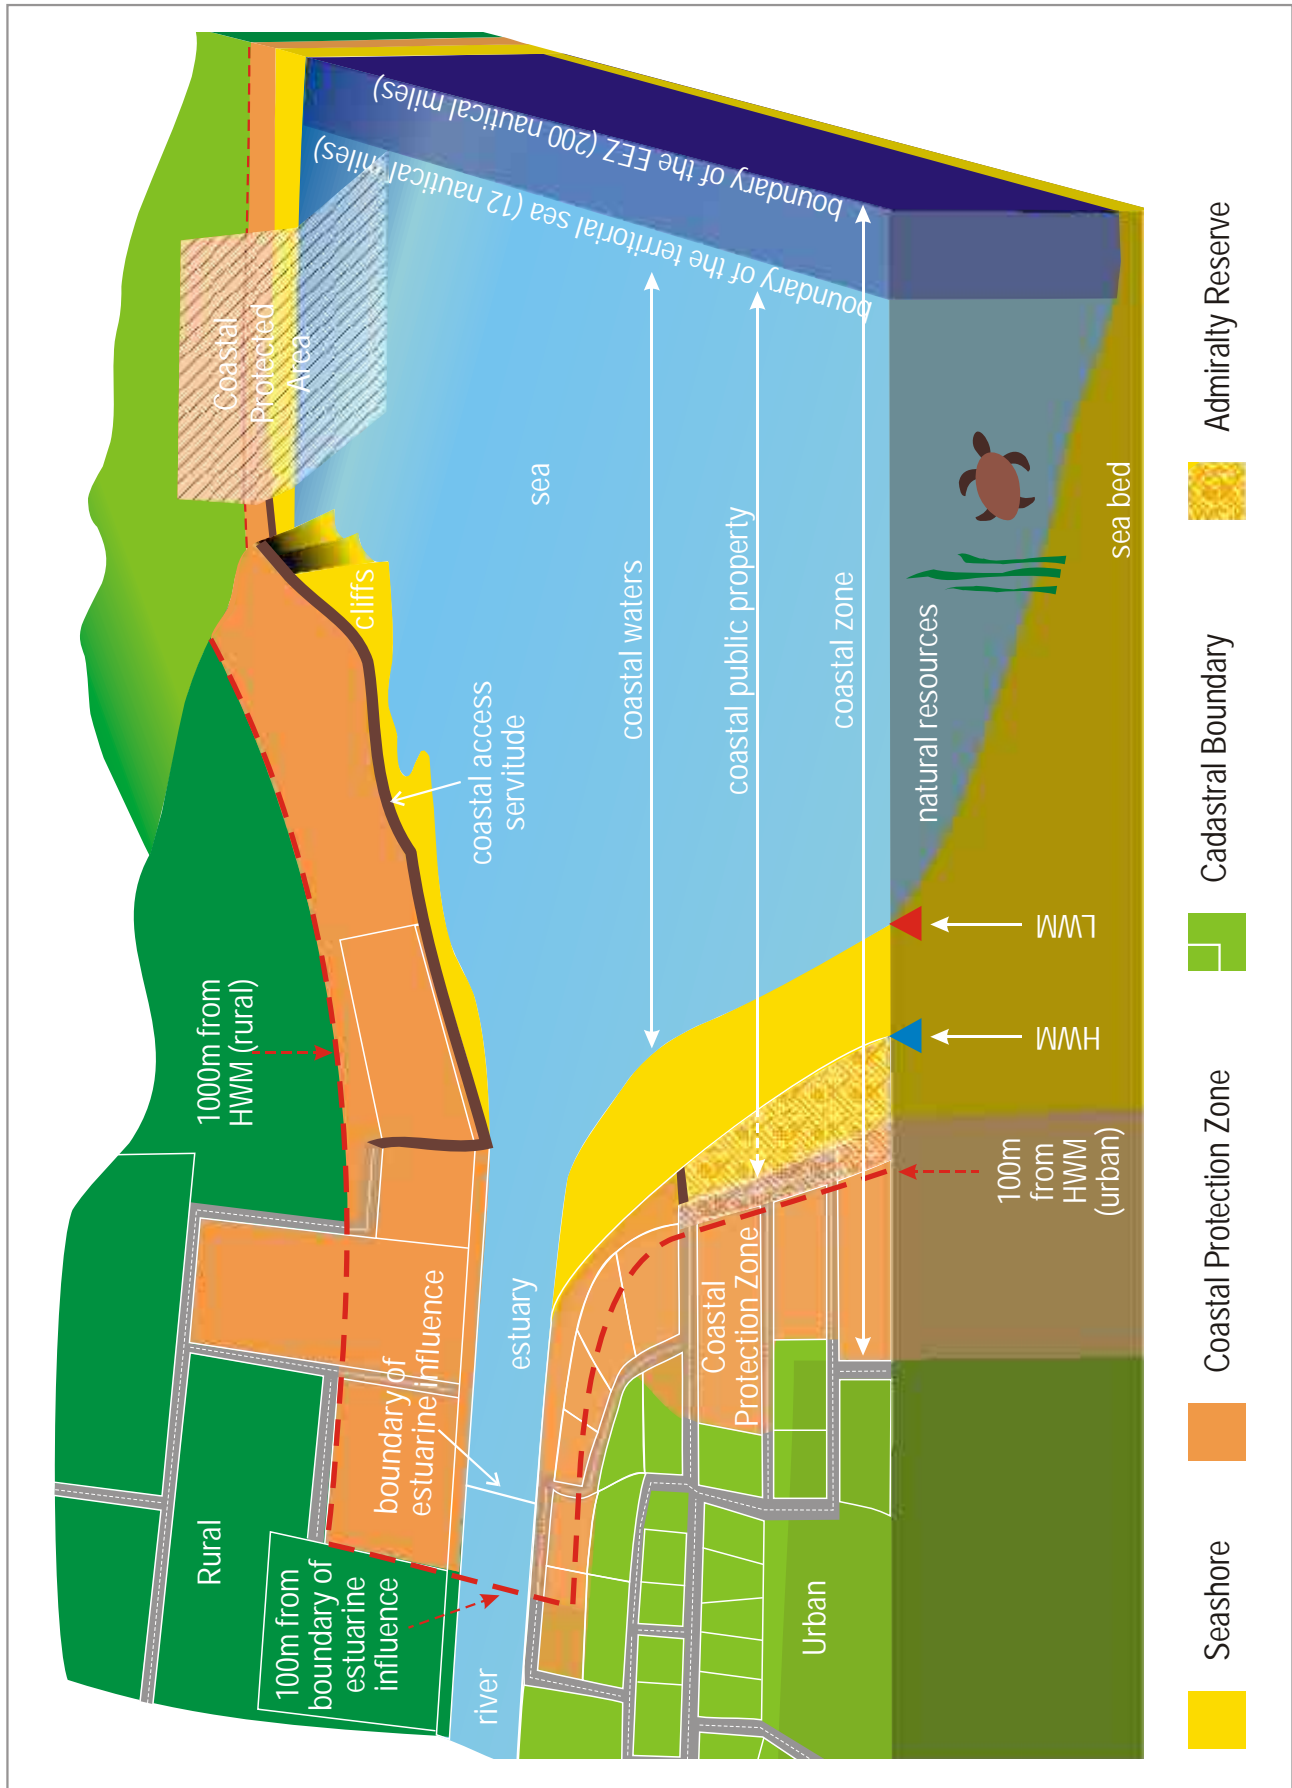 Coastal
Protected
Area
boundary of the EEZ (200 nautical miles)
boundary of the territorial sea (12 nautical miles)
1000m from
HWM (rural)
cliffs
sea
coastal access
servitude
coastal waters
coastal public property
coastal zone
natural resources
sea bed
Rural
100m from
boundary of
estuarine
influence
boundary of
estuarine influence
river
estuary
Coastal
Protection Zone
Urban
100m
from
HWM
(urban)
HWM
LWM
Seashore
Coastal Protection Zone
Cadastral Boundary
Admiralty Reserve